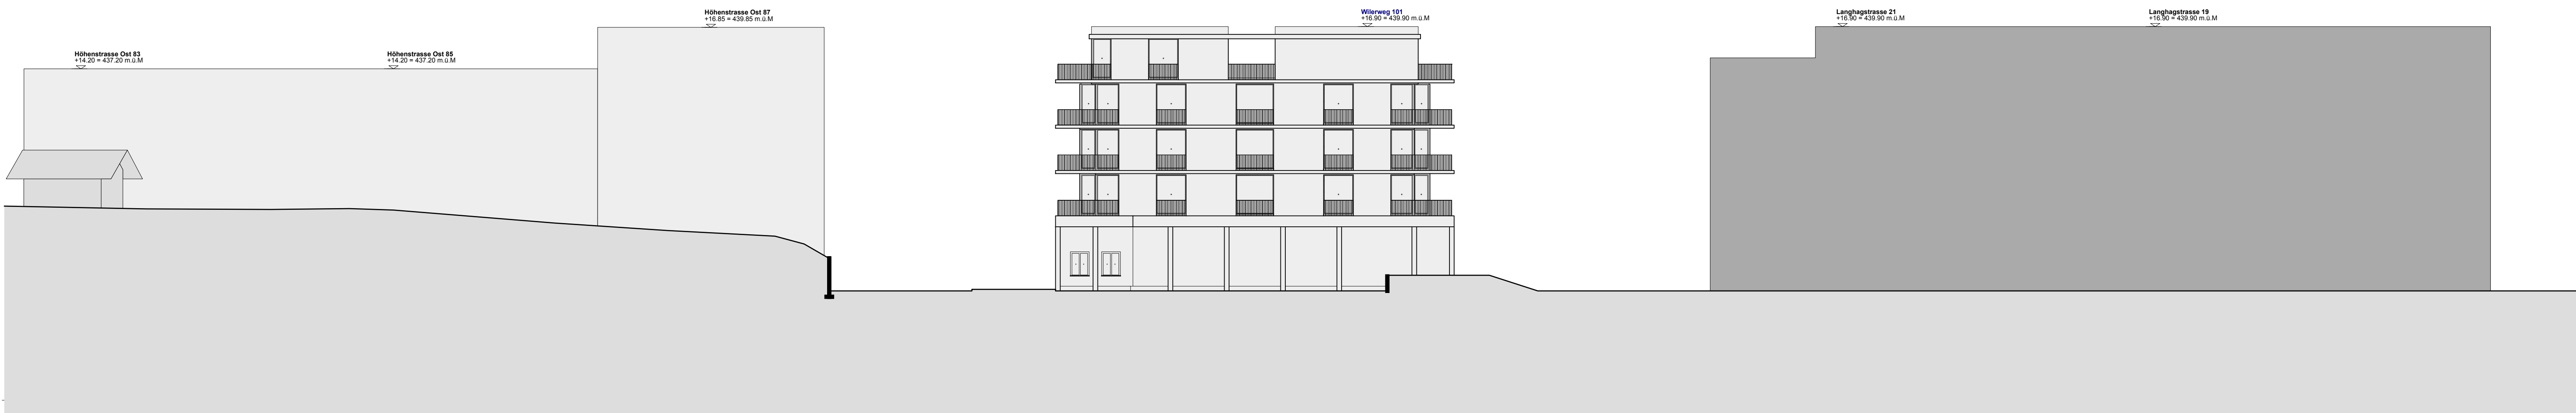 Höhenstrasse Ost 83
+14.20 = 437.20 m.ü.M
Höhenstrasse Ost 85
+14.20 = 437.20 m.ü.M
Höhenstrasse Ost 87
+16.85 = 439.85 m.ü.M
Wilerweg 101
+16.90 = 439.90 m.ü.M
Langhagstrasse 21
+16.90 = 439.90 m.ü.M
Langhagstrasse 19
+16.90 = 439.90 m.ü.M